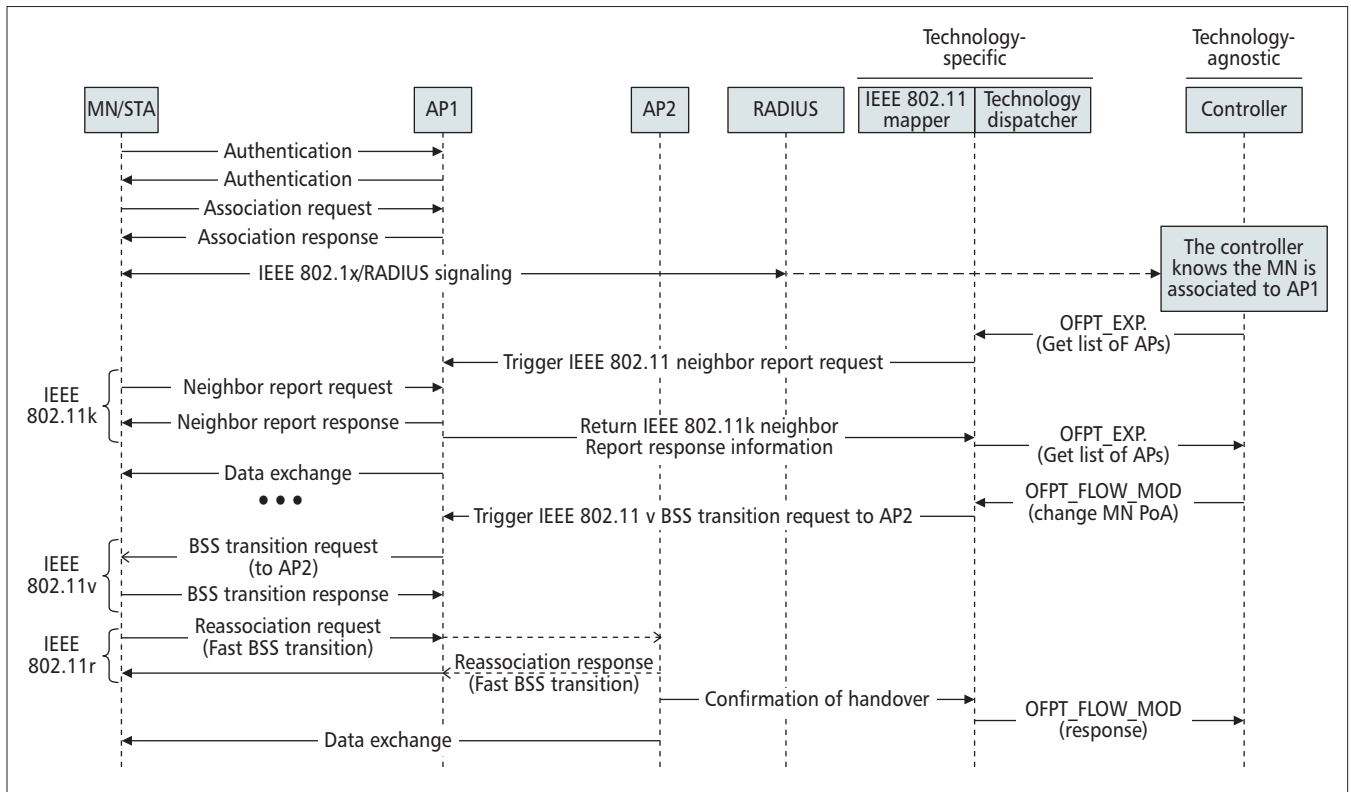 Technology-
specific
Technology-
agnostic
MN/STA
AP1
AP2
RADIUS
IEEE 802.11
mapper
Technology
dispatcher
Controller
Authentication
Authentication
Association request
Association response
IEEE 802.1x/RADIUS signaling
The controller
knows the MN is
associated to AP1
OFPT_EXP.
(Get list oF APs)
Trigger IEEE 802.11 neighbor report request
IEEE
802.11k
Neighbor report request
Neighbor report response
Return IEEE 802.11k neighbor
Report response information
OFPT_EXP.
(Get list of APs)
Data exchange
OFPT_FLOW_MOD
(change MN PoA)
Trigger IEEE 802.11 v BSS transition request to AP2
IEEE
802.11v
BSS transition request
(to AP2)
BSS transition response
IEEE
802.11r
Reassociation request
(Fast BSS transition)
Reassociation response
(Fast BSS transition)
Confirmation of handover
OFPT_FLOW_MOD
(response)
Data exchange